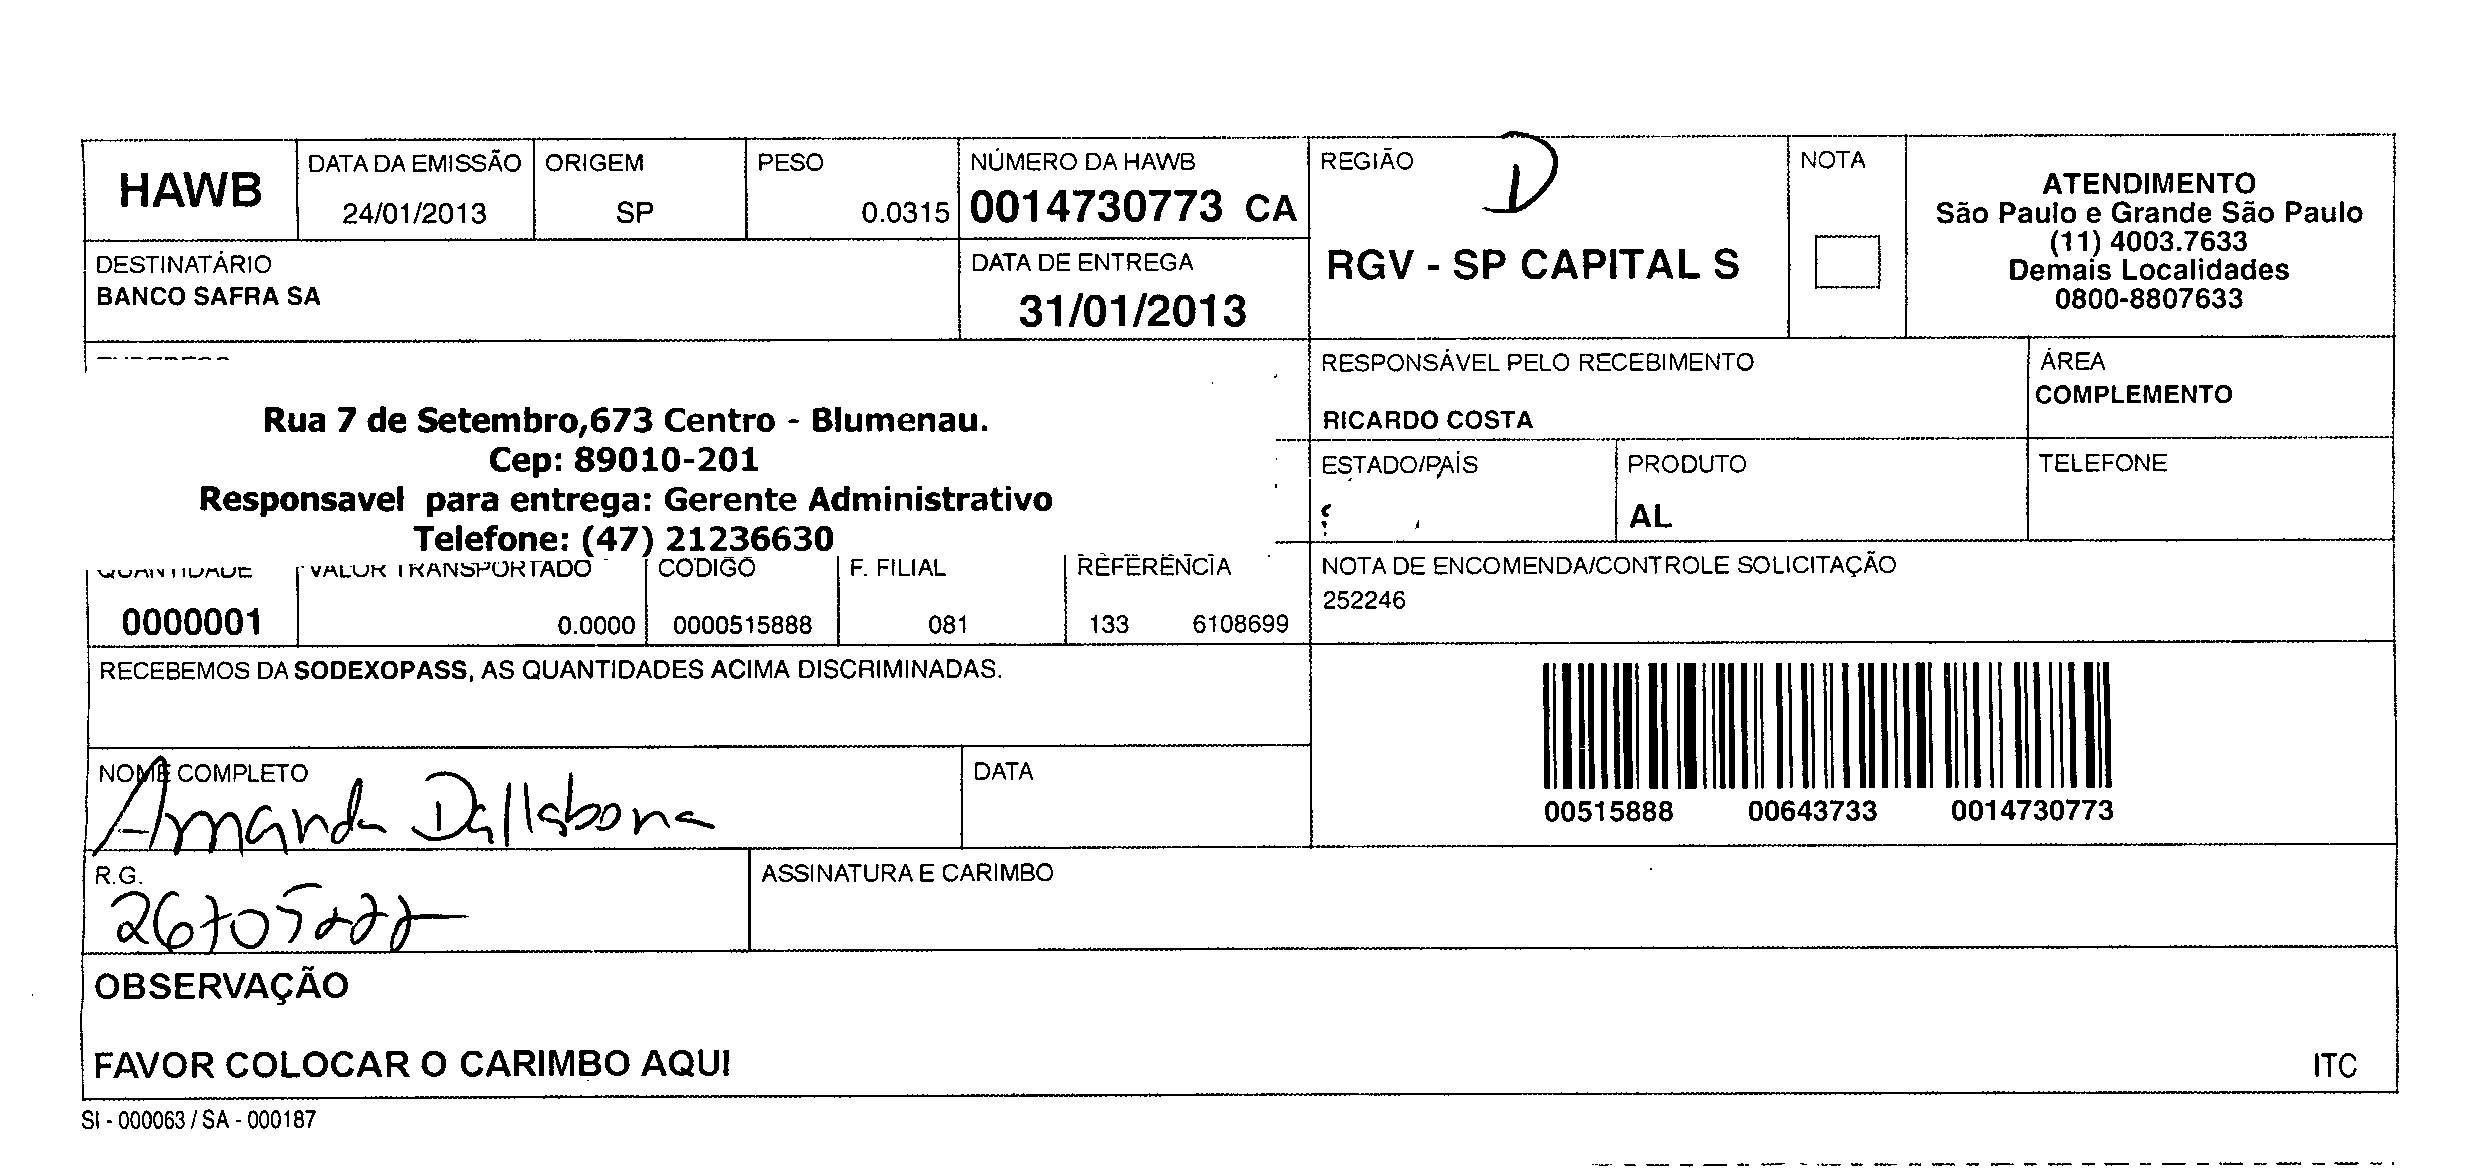 HAWB
DATA DA EMISSÃO
24/01/2013
ORIGEM
SP
PESO
0.0315
NÚMERO DA HAWB
0014730773 CA
REGIÃO
D
RGV - SP CAPITAL S
NOTA
ATENDIMENTO
São Paulo e Grande São Paulo
(11) 4003.7633
Demais Localidades
0800-8807633
DESTINATÁRIO
BANCO SAFRA SA
DATA DE ENTREGA
31/01/2013
Rua 7 de Setembro,673 Centro - Blumenau.
Cep: 89010-201
Responsavel para entrega: Gerente Administrativo
Telefone: (47) 21236630
RESPONSÁVEL PELO RECEBIMENTO
RICARDO COSTA
ÁREA
COMPLEMENTO
ESTADO/PAÍS
PRODUTO
AL
TELEFONE
QUANTIDADE
0000001
VALOR TRANSPORTADO
0.0000
CODIGO
0000515888
F. FILIAL
081
REFERÊNCIA
133 6108699
NOTA DE ENCOMENDA/CONTROLE SOLICITAÇÃO
252246
RECEBEMOS DA SODEXOPASS, AS QUANTIDADES ACIMA DISCRIMINADAS.
00515888 00643733 0014730773
NOME COMPLETO
Amanda Dallabona
DATA
R.G.
ASSINATURA E CARIMBO
OBSERVAÇÃO
FAVOR COLOCAR O CARIMBO AQUI
ITC
SI - 000063 / SA - 000187